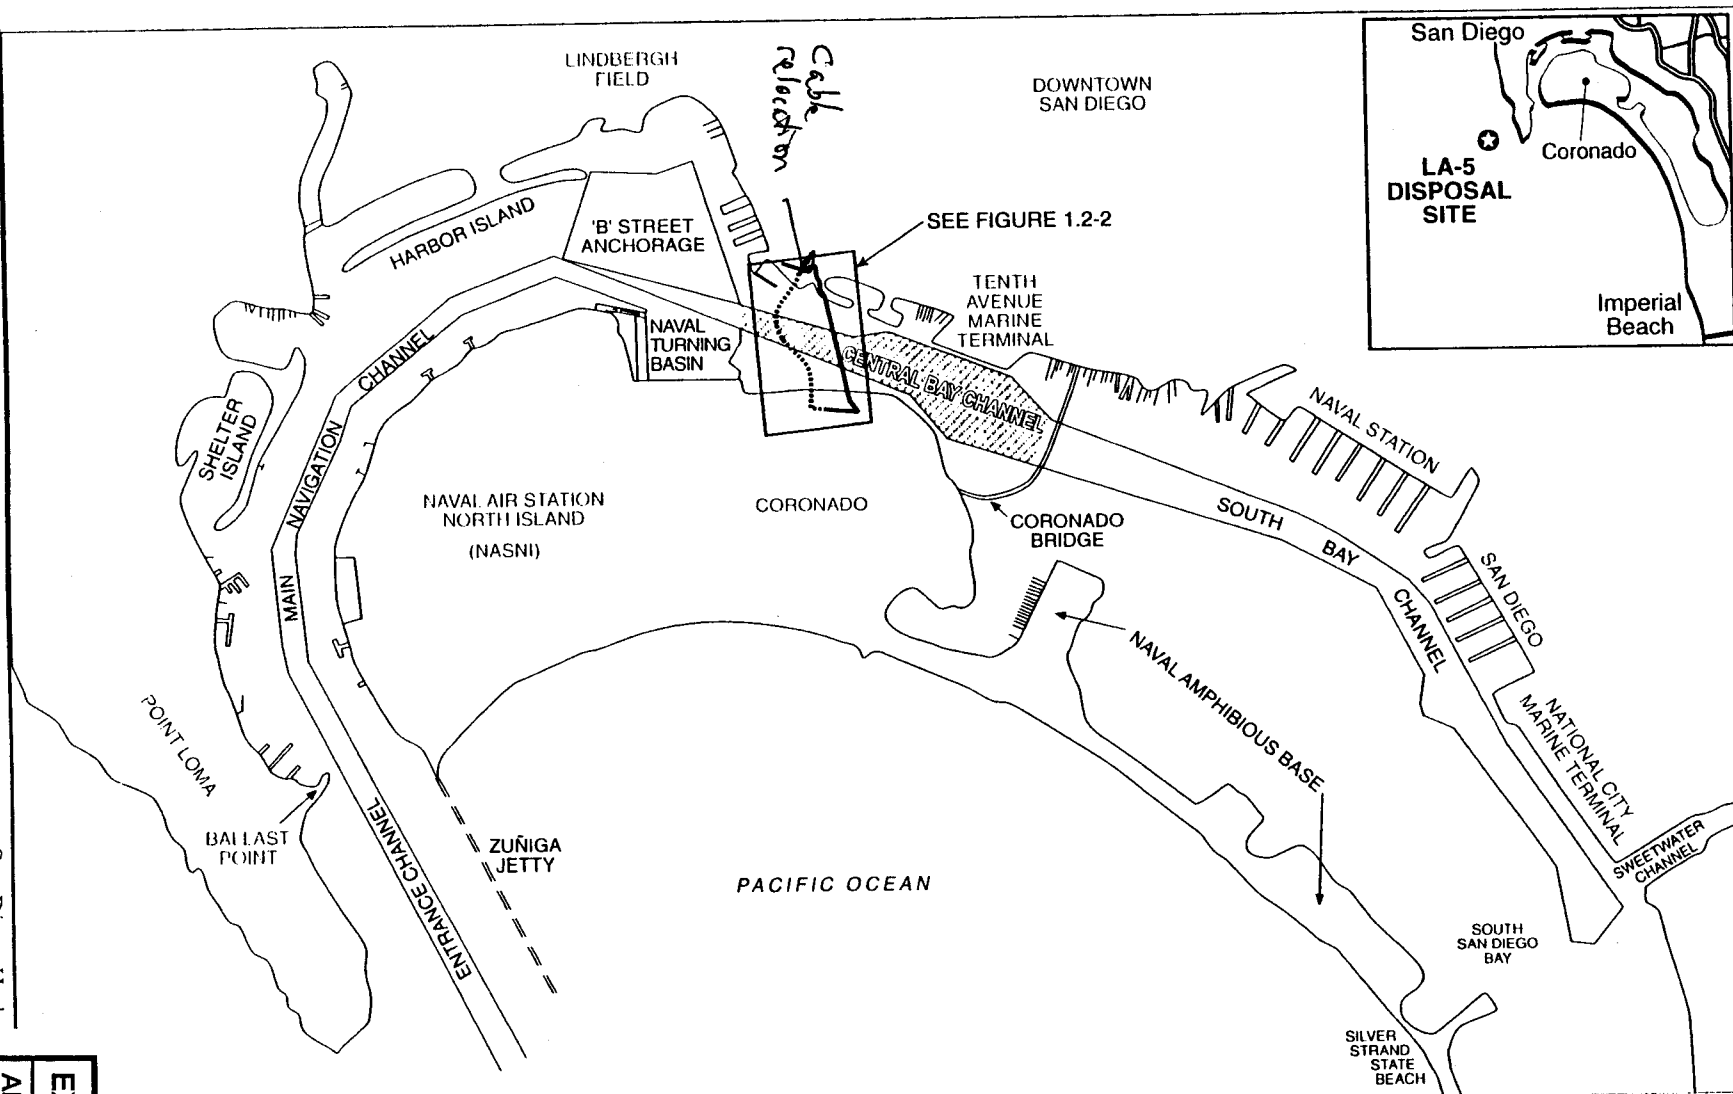 LINDBERGH
FIELD
Cable
relocation
DOWNTOWN
SAN DIEGO
San Diego
Coronado
LA-5
DISPOSAL
SITE
Imperial
Beach
HARBOR ISLAND
'B' STREET
ANCHORAGE
SEE FIGURE 1.2-2
TENTH
AVENUE
MARINE
TERMINAL
NAVAL
TURNING
BASIN
CENTRAL BAY CHANNEL
SHELTER
ISLAND
MAIN NAVIGATION CHANNEL
NAVAL AIR STATION
NORTH ISLAND
(NASNI)
CORONADO
CORONADO
BRIDGE
NAVAL STATION
SAN DIEGO
SOUTH BAY CHANNEL
NAVAL AMPHIBIOUS BASE
NATIONAL CITY
MARINE TERMINAL
SWEETWATER
CHANNEL
POINT LOMA
BALLAST
POINT
ENTRANCE CHANNEL
ZUÑIGA
JETTY
PACIFIC OCEAN
SOUTH
SAN DIEGO
BAY
SILVER
STRAND
STATE
BEACH